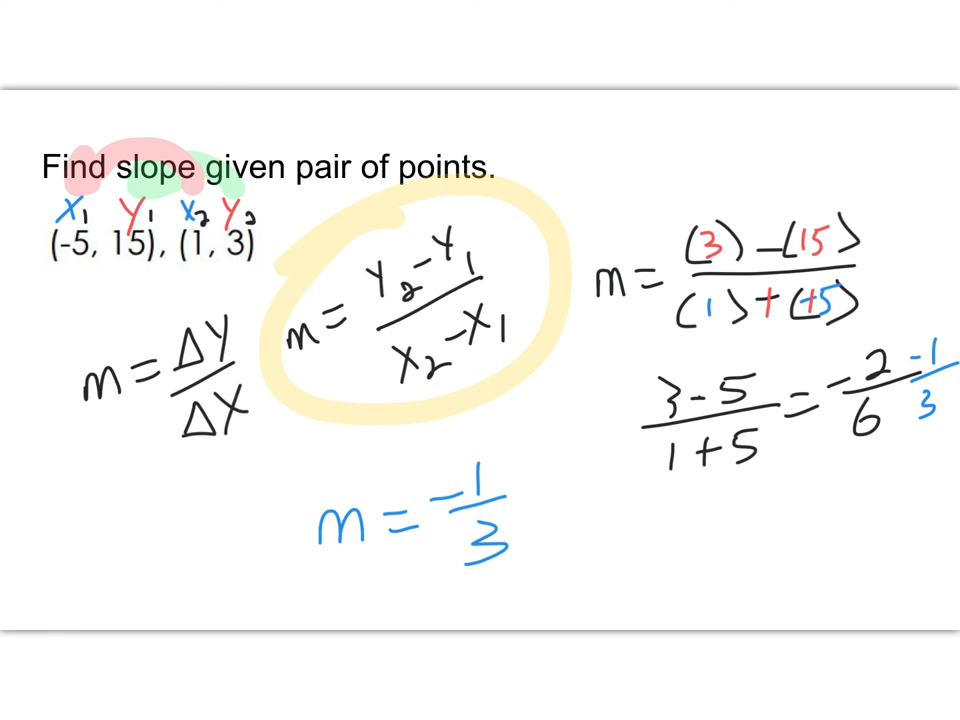 Find slope given pair of points.
X1 Y1 X2 Y2
(-5, 15), (1, 3)
m = ΔY/ΔX
m = Y2-Y1/X2-X1
m = (3) - (15)/(1) + (+5)
3 - 5/1 + 5 = -2/6 -1/3
m = -1/3